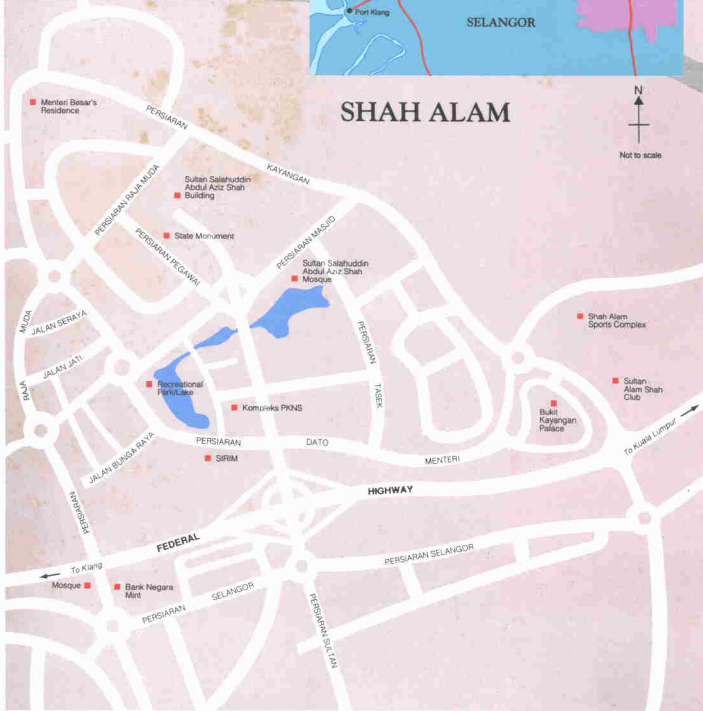 Port Klang
SELANGOR
SHAH ALAM
N
Not to scale
Menteri Besar's
Residence
PERSIARAN
KAYANGAN
PERSIARAN RAJA MUDA
Sultan Salahuddin
Abdul Aziz Shah
Building
State Monument
PERSIARAN PEGAWAI
PERSIARAN MASJID
Sultan Salahuddin
Abdul Aziz Shah
Mosque
MUDA
RAJA
JALAN SERAYA
JALAN JATI
PERSIARAN
TASEK
Shah Alam
Sports Complex
Recreational
Park/Lake
Kompleks PKNS
Sultan
Alam Shah
Club
Bukit
Kayangan
Palace
To Kuala Lumpur
JALAN BUNGA RAYA
PERSIARAN
DATO
MENTERI
SIRIM
PERSIARAN
FEDERAL
HIGHWAY
To Klang
Mosque
Bank Negara
Mint
PERSIARAN
SELANGOR
PERSIARAN SELANGOR
PERSIARAN SULTAN